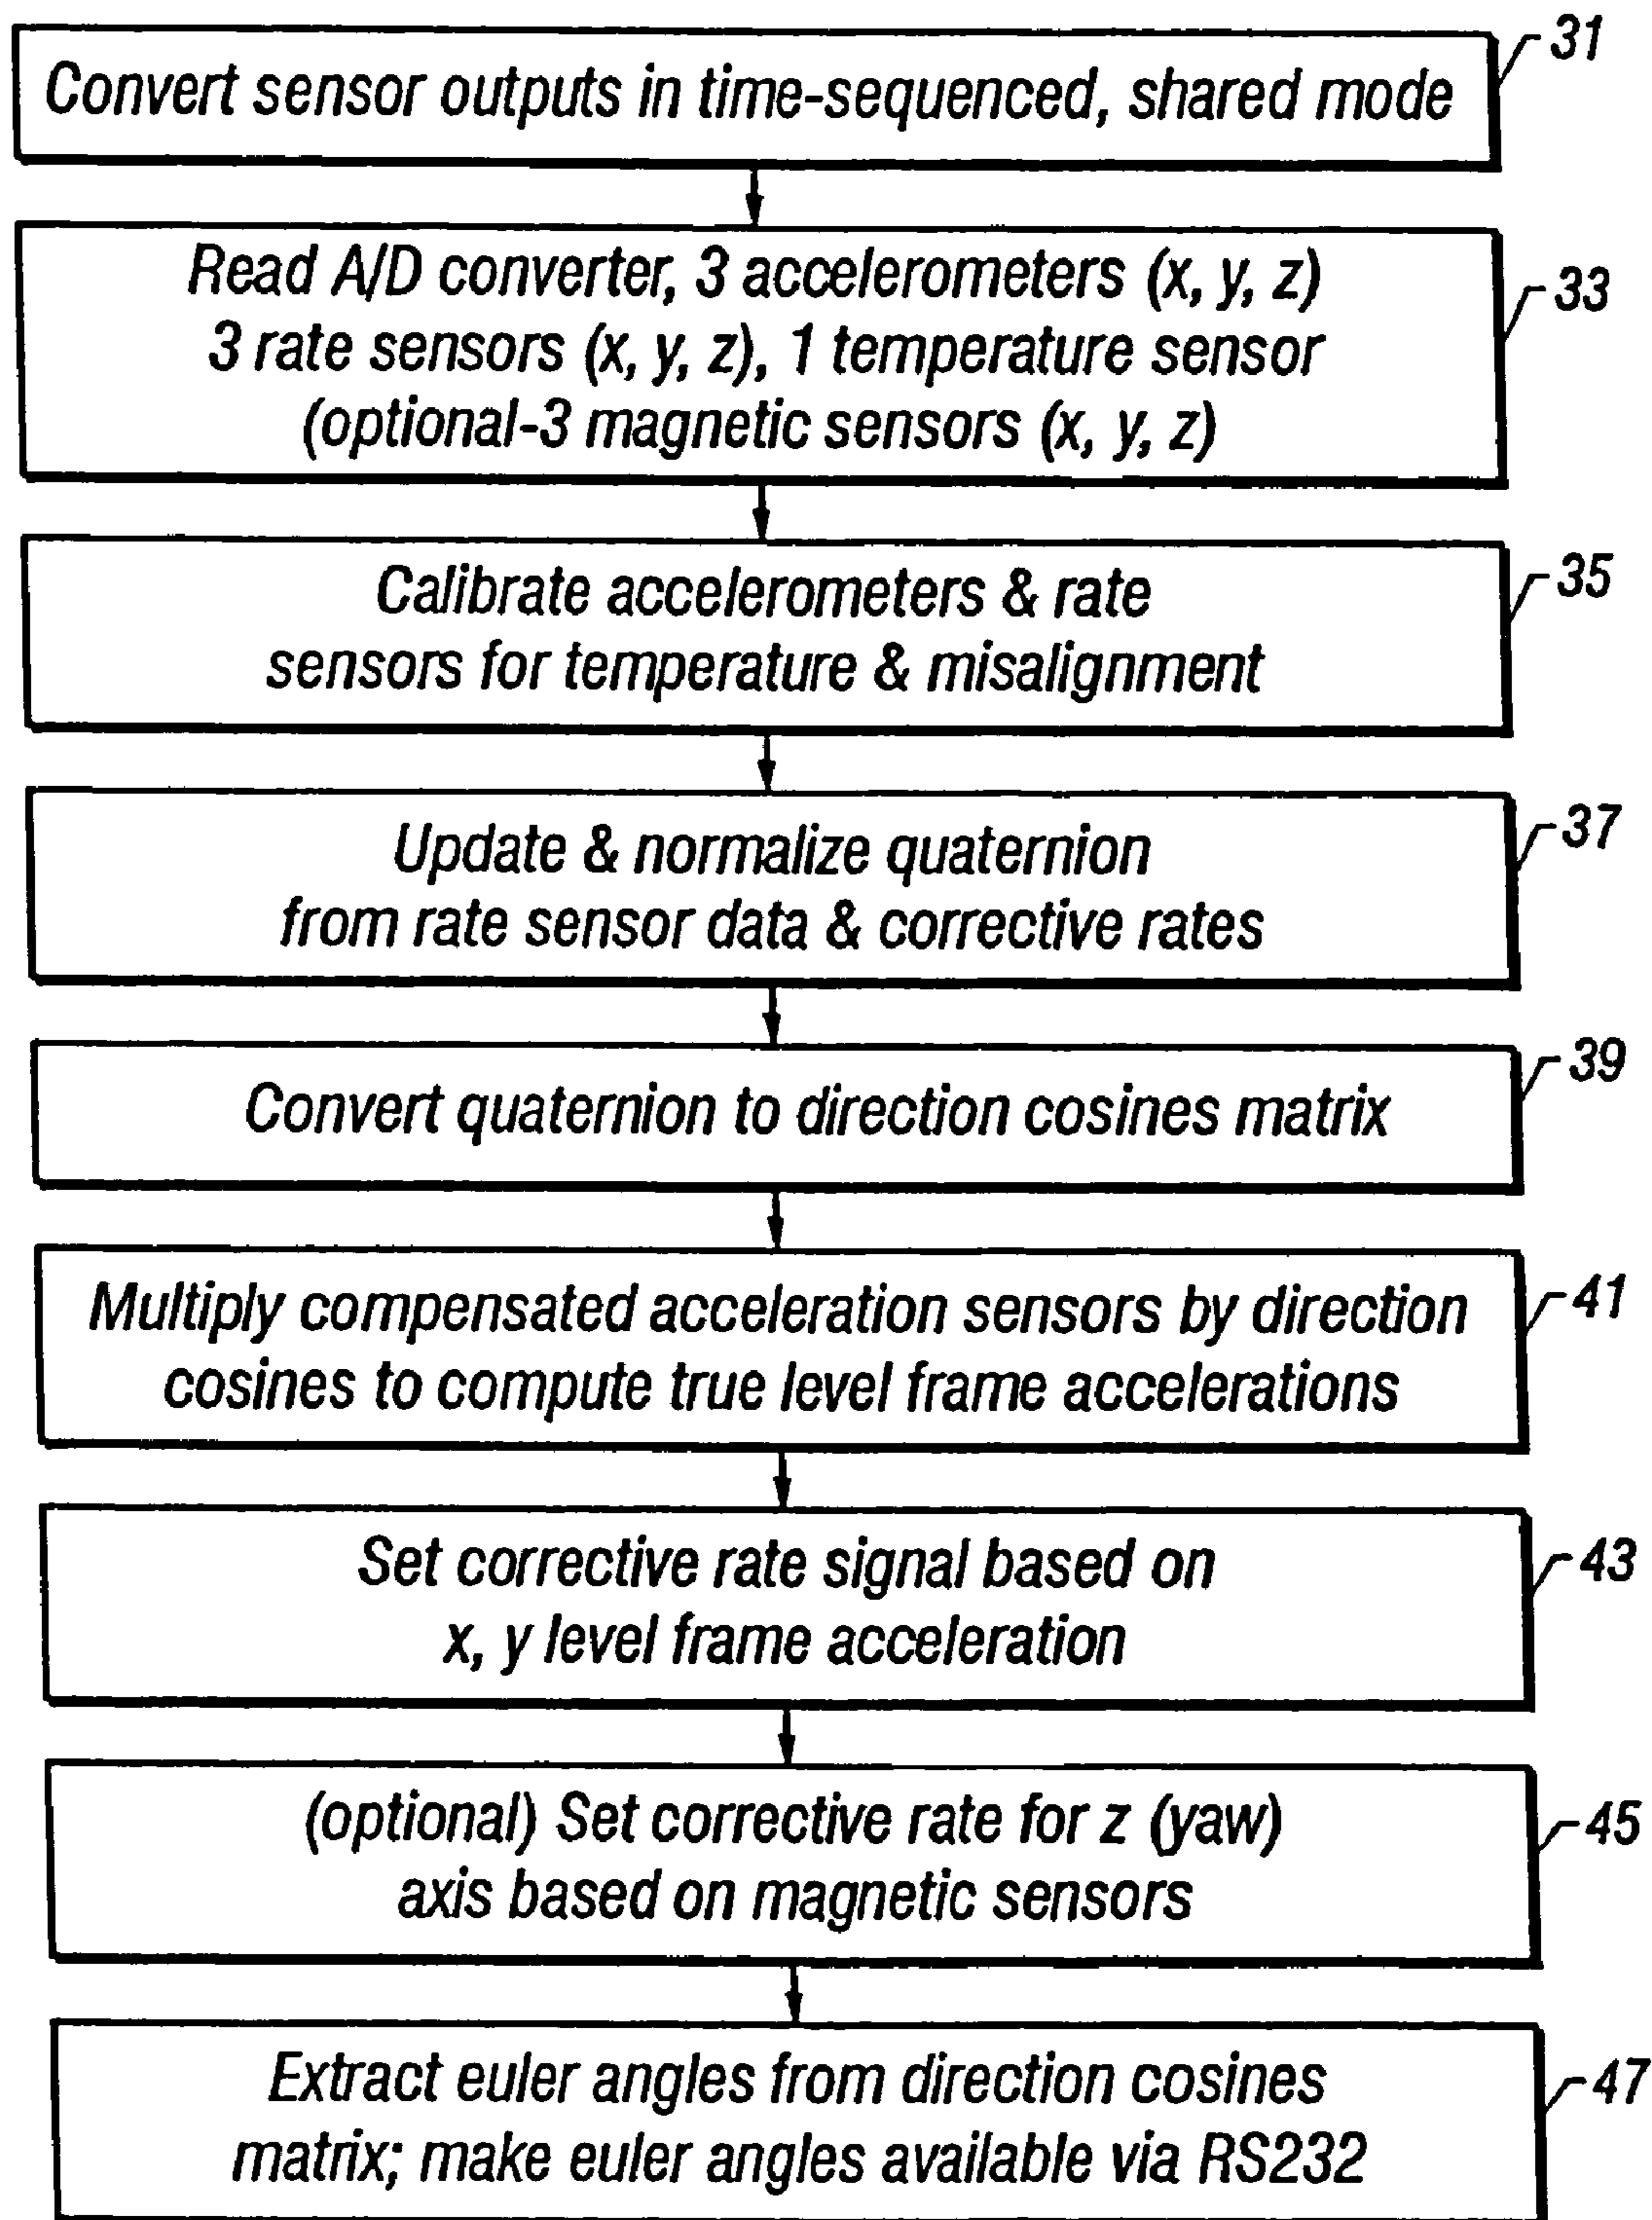 31
Convert sensor outputs in time-sequenced, shared mode
Read A/D converter, 3 accelerometers (x, y, z)
33
3 rate sensors (x, y, z), 1 temperature sensor
(optional-3 magnetic sensors (x, y, z)
35
Calibrate accelerometers & rate
sensors for temperature & misalignment
37
Update & normalize quaternion
from rate sensor data & corrective rates
39
Convert quaternion to direction cosines matrix
41
Multiply compensated acceleration sensors by direction
cosines to compute true level frame accelerations
43
Set corrective rate signal based on
x, y level frame acceleration
45
(optional) Set corrective rate for z (yaw)
axis based on magnetic sensors
47
Extract euler angles from direction cosines
matrix; make euler angles available via RS232